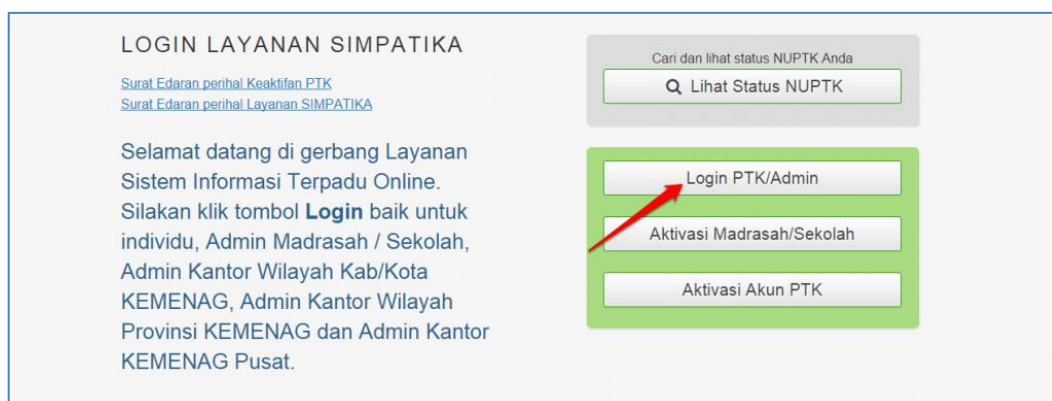 LOGIN LAYANAN SIMPATIKA
Surat Edaran perihal Keaktifan PTK
Surat Edaran perihal Layanan SIMPATIKA
Selamat datang di gerbang Layanan
Sistem Informasi Terpadu Online.
Silakan klik tombol Login baik untuk
individu, Admin Madrasah / Sekolah,
Admin Kantor Wilayah Kab/Kota
KEMENAG, Admin Kantor Wilayah
Provinsi KEMENAG dan Admin Kantor
KEMENAG Pusat.
Cari dan lihat status NUPTK Anda
Lihat Status NUPTK
Login PTK/Admin
Aktivasi Madrasah/Sekolah
Aktivasi Akun PTK